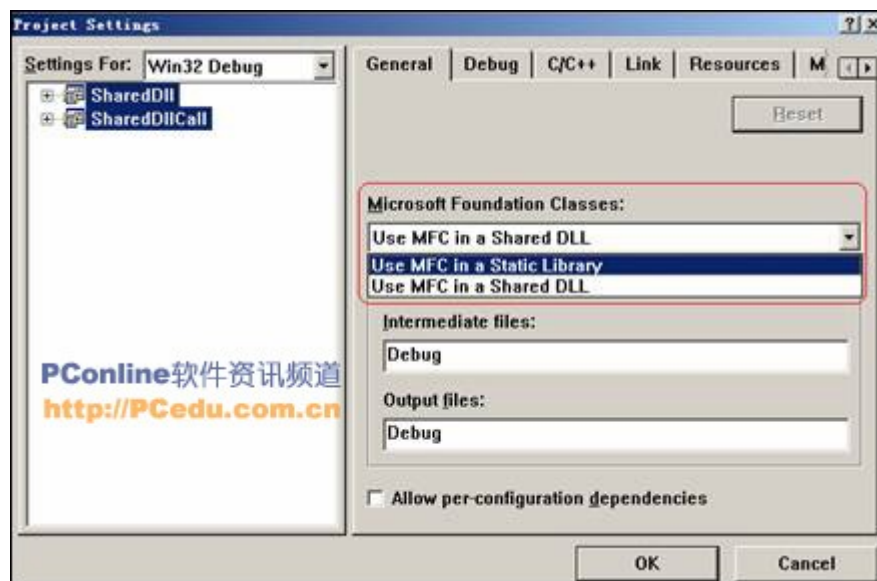 Project Settings
Settings For: Win32 Debug
SharedDll
SharedDllCall
General Debug C/C++ Link Resources M
Reset
Microsoft Foundation Classes:
Use MFC in a Shared DLL
Use MFC in a Static Library
Use MFC in a Shared DLL
Intermediate files:
Debug
Output files:
Debug
Allow per-configuration dependencies
PConline软件资讯频道
http://PCedu.com.cn
OK Cancel